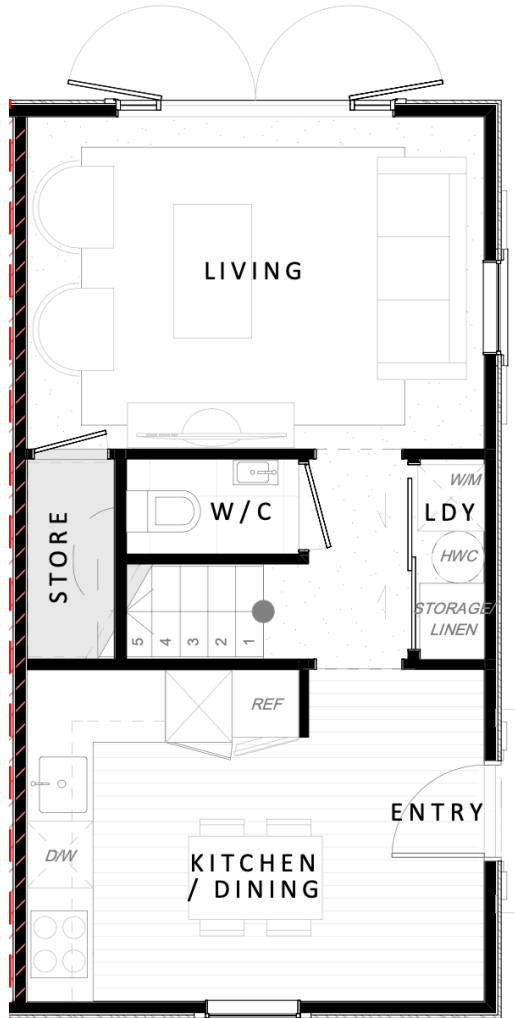 LIVING
STORE
W/C
W/M
LDY
HWC
STORAGE/
LINEN
5 4 3 2 1
REF
ENTRY
D/W
KITCHEN
/ DINING